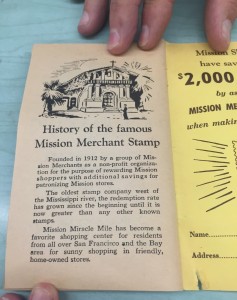 History of the famous
Mission Merchant Stamp
Founded in 1912 by a group of Mis-
sion Merchants as a non-profit organiza-
tion for the purpose of rewarding Mission
shoppers with additional savings for
patronizing Mission stores.
The oldest stamp company west of
the Mississippi river, the redemption rate
has grown since the beginning until it is
now greater than any other known
stamps.
Mission Miracle Mile has become a
favorite shopping center for residents
from all over San Francisco and the Bay
area for sunny shopping in friendly,
home-owned stores.
Mission S
have sav
$2,000
by as
MISSION ME
when makin
Name
Address